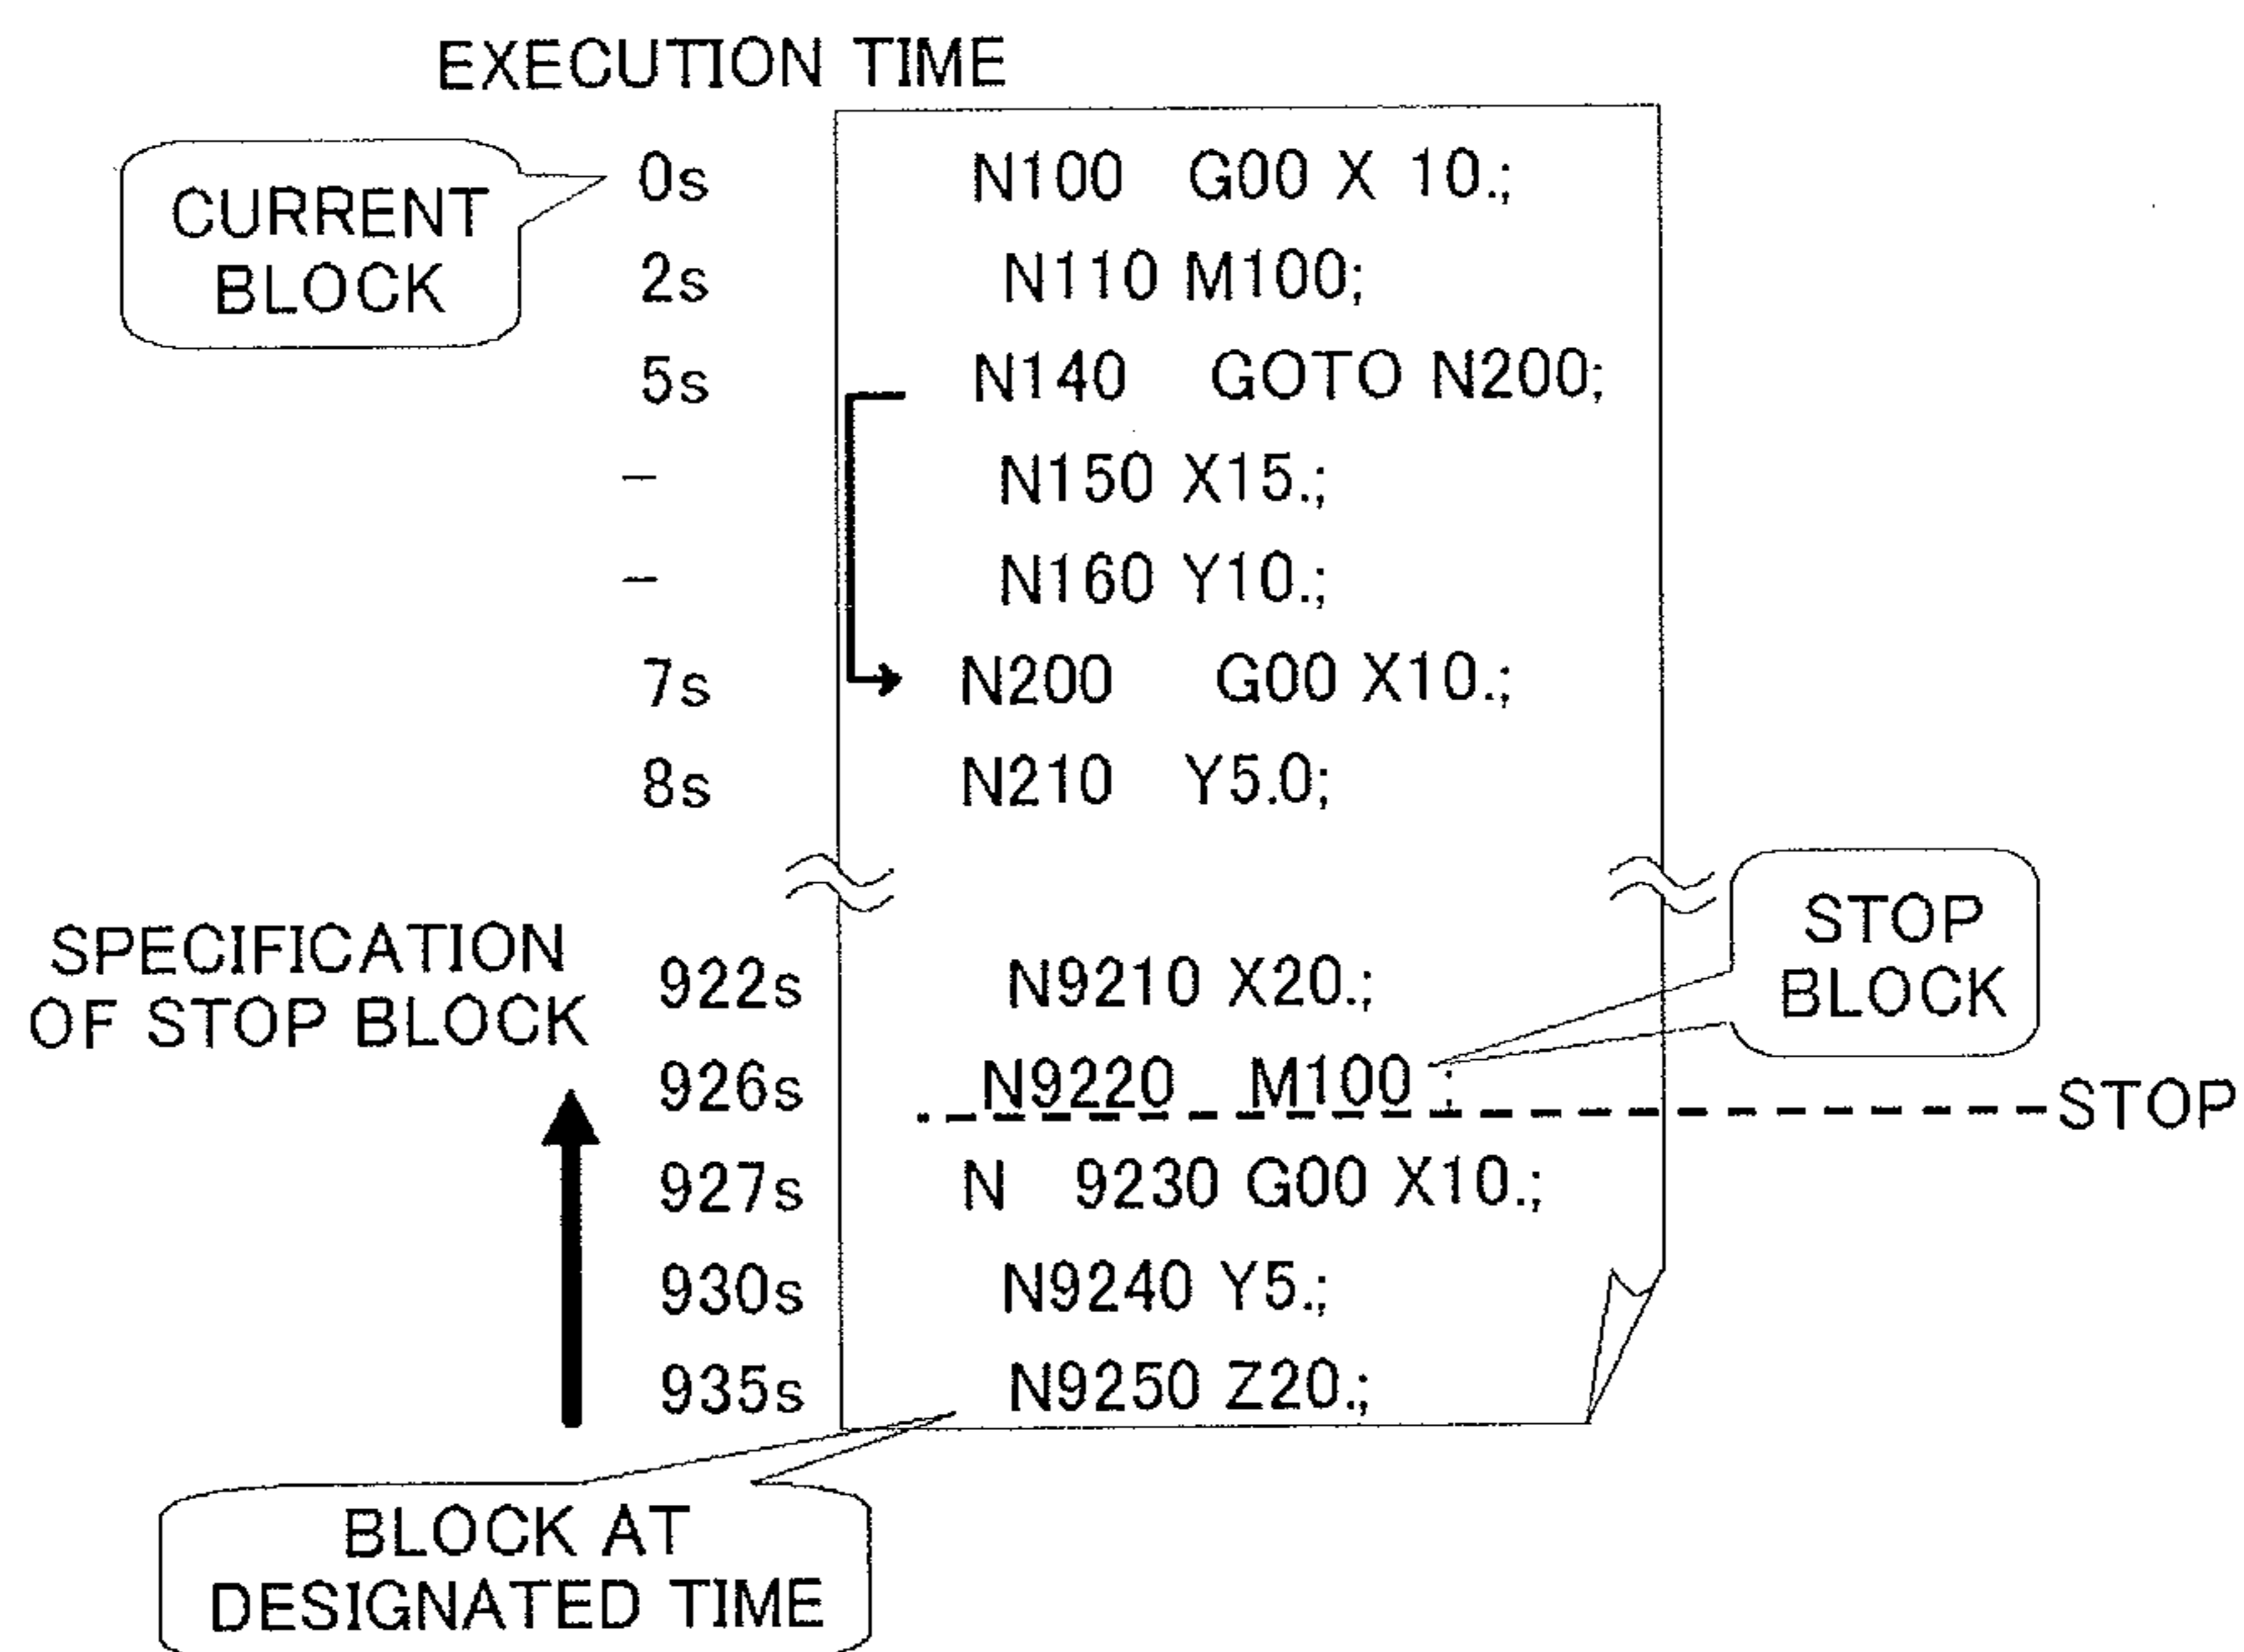 EXECUTION TIME
CURRENT
BLOCK
0s N100 G00 X 10.;
2s N110 M100;
5s N140 GOTO N200;
- N150 X15.;
- N160 Y10.;
7s N200 G00 X10.;
8s N210 Y5.0;
SPECIFICATION
OF STOP BLOCK
STOP
BLOCK
922s N9210 X20.;
926s N9220 M100 ;
STOP
927s N 9230 G00 X10.;
930s N9240 Y5.;
935s N9250 Z20.;
BLOCK AT
DESIGNATED TIME